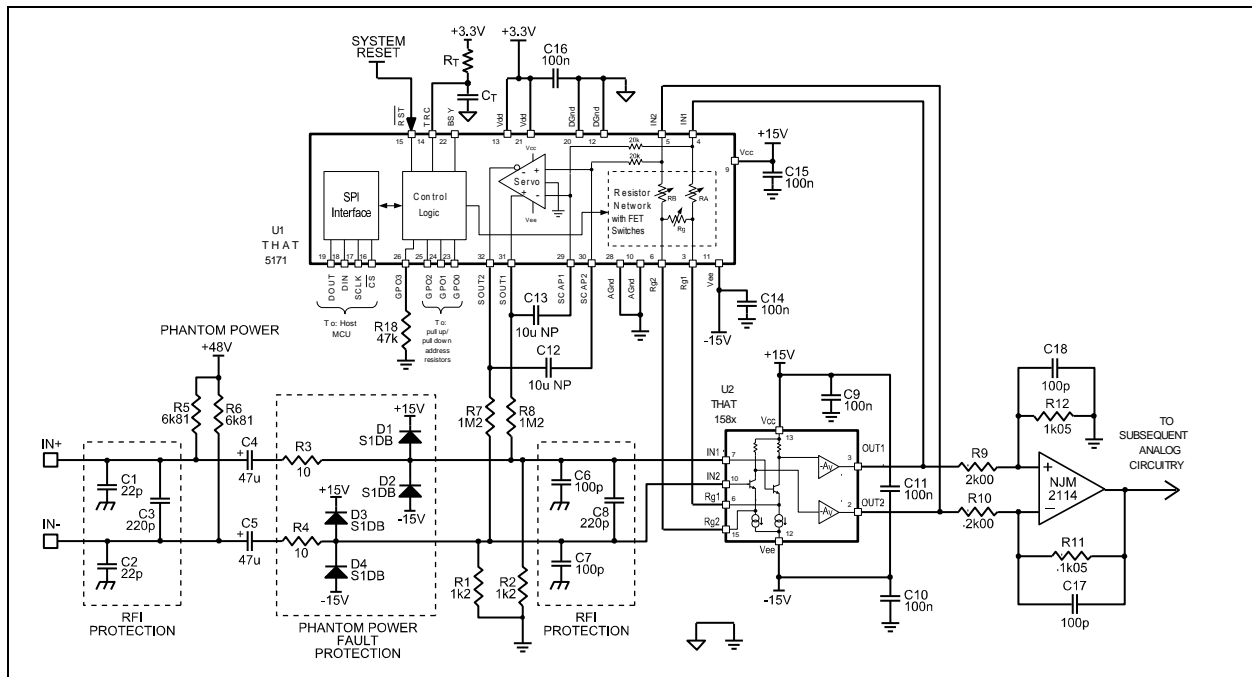 SYSTEM
RESET
+3.3V
RT
CT
+3.3V
C16
100n
RST
TRC
BSY
Vdd
Vdd
DGnd
DGnd
IN2
IN1
15
14
22
13
21
20
12
5
4
20k
20k
+15V
Vcc
9
C15
100n
SPI
Interface
Control
Logic
Vcc
Servo
Vee
-
+
+
-
Resistor
Network
with FET
Switches
RB
RA
Rg
U1
THAT
5171
19
18
17
16
26
25
24
23
32
31
29
30
28
10
6
3
11
DOUT
DIN
SCLK
CS
GPO3
GPO2
GPO1
GPO0
SOUT2
SOUT1
SCAP1
SCAP2
AGnd
AGnd
Rg2
Rg1
Vee
To: Host
MCU
To:
pull up/
pull down
address
resistors
R18
47k
C13
10u NP
C12
10u NP
C14
100n
-15V
PHANTOM POWER
+48V
R5
6k81
R6
6k81
R7
1M2
R8
1M2
+15V
D1
S1DB
D2
S1DB
-15V
+15V
D3
S1DB
D4
S1DB
-15V
IN+
IN-
C1
22p
C2
22p
C3
220p
C4
+
47u
C5
+
47u
R3
10
R4
10
R1
1k2
R2
1k2
C6
100p
C7
100p
C8
220p
RFI
PROTECTION
PHANTOM POWER
FAULT
PROTECTION
RFI
PROTECTION
+15V
C9
100n
U2
THAT
158x
Vcc
13
IN1
7
IN2
10
Rg1
6
Rg2
15
-AV
-AV
OUT1
3
OUT2
2
12
Vee
-15V
C11
100n
C10
100n
R9
2k00
R10
2k00
C18
100p
R12
1k05
+
-
NJM
2114
R11
1k05
C17
100p
TO
SUBSEQUENT
ANALOG
CIRCUITRY